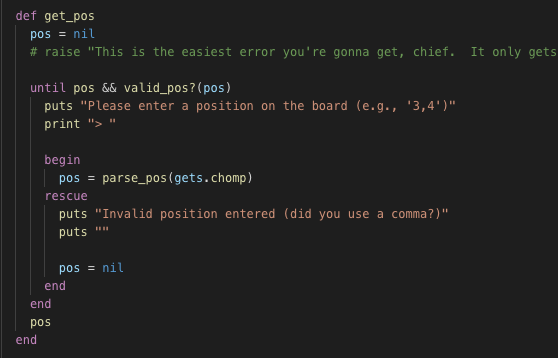 def get_pos
pos = nil
# raise "This is the easiest error you're gonna get, chief.  It only gets
until pos && valid_pos?(pos)
puts "Please enter a position on the board (e.g., '3,4')"
print "> "
begin
pos = parse_pos(gets.chomp)
rescue
puts "Invalid position entered (did you use a comma?)"
puts ""
pos = nil
end
end
pos
end